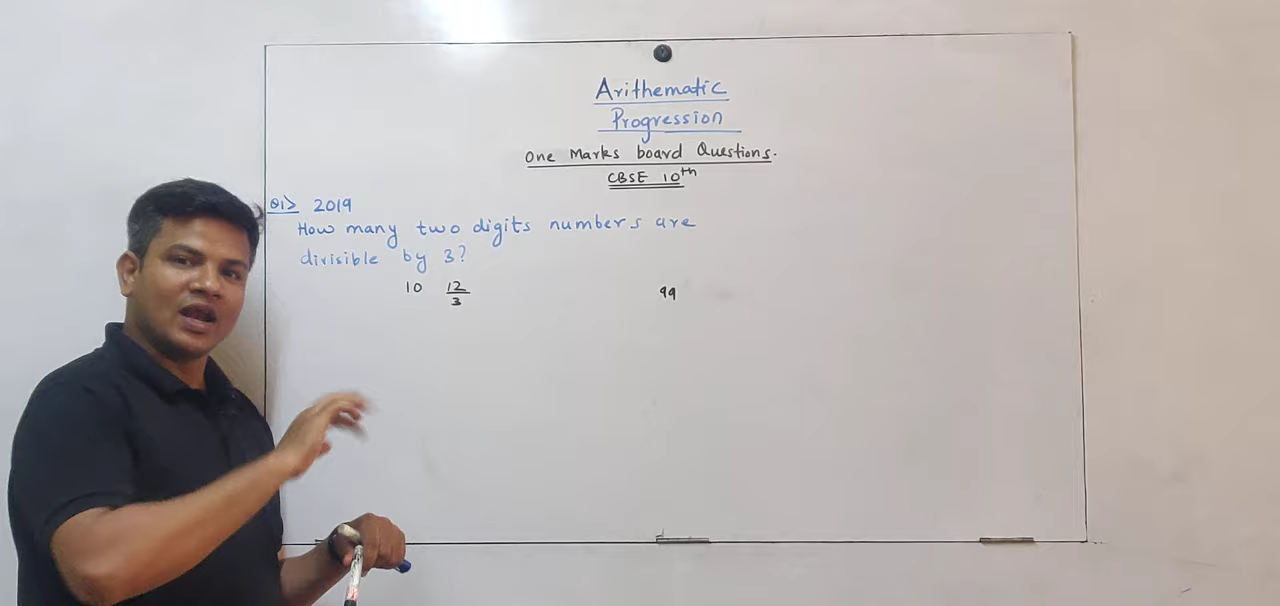 Arithematic
Progression
One Marks board Questions.
CBSE 10th
Q1> 2019
How many two digits numbers are
divisible by 3?
10 12/3 99